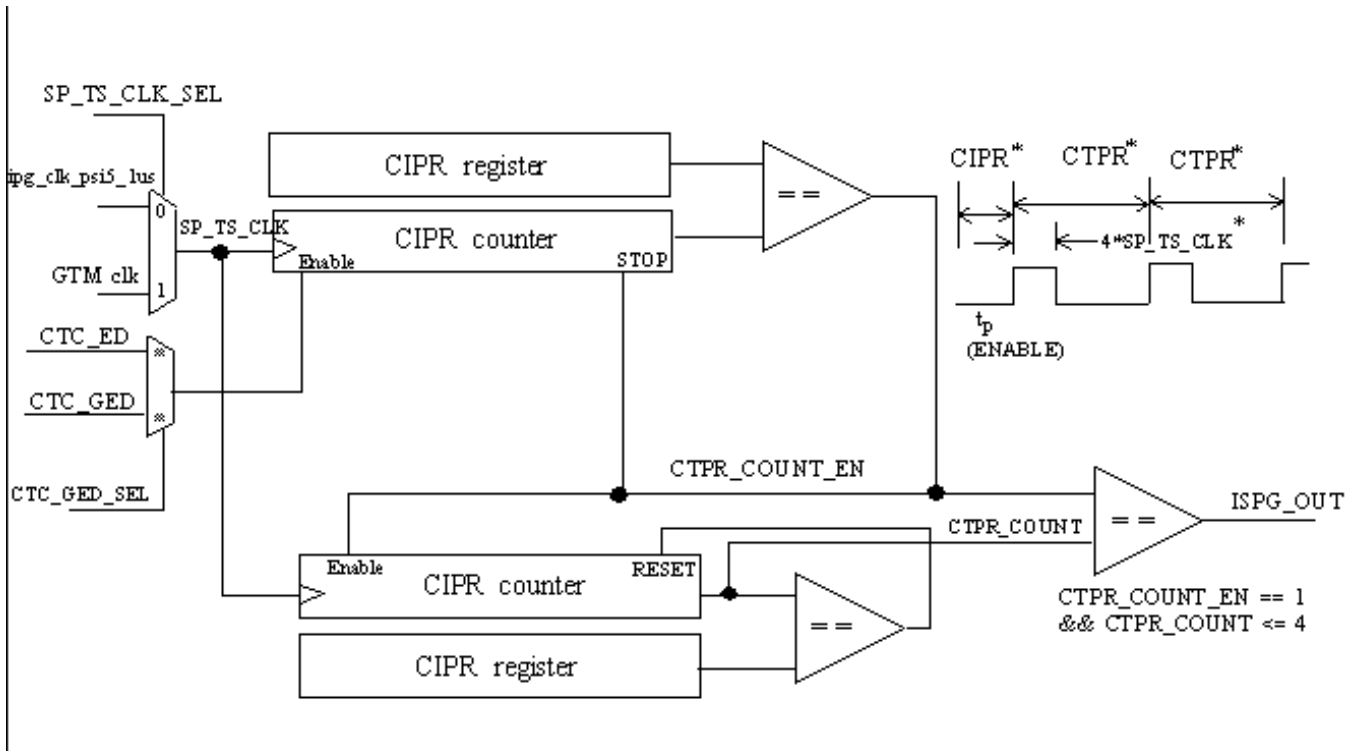 SP_TS_CLK_SEL
CIPR register
==
CIPR*
CTPR*
CTPR*
ipg_clk_psi5_1us
0
SP_TS_CLK
CIPR counter
Enable
STOP
4*SP_TS_CLK*
GTM clk
1
CTC_ED
*
tp
(ENABLE)
CTC_GED
*
CTC_GED_SEL
CTPR_COUNT_EN
==
ISPG_OUT
CTPR_COUNT
Enable
CIPR counter
RESET
==
CTPR_COUNT_EN == 1
&& CTPR_COUNT <= 4
CIPR register